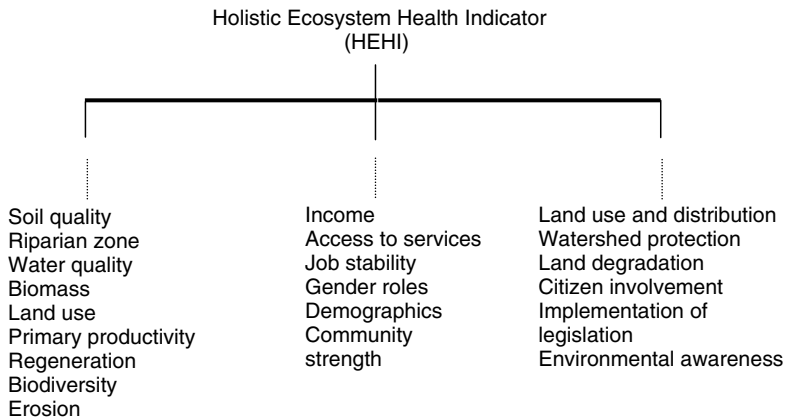 Holistic Ecosystem Health Indicator
(HEHI)
Soil quality
Riparian zone
Water quality
Biomass
Land use
Primary productivity
Regeneration
Biodiversity
Erosion
Income
Access to services
Job stability
Gender roles
Demographics
Community
strength
Land use and distribution
Watershed protection
Land degradation
Citizen involvement
Implementation of
legislation
Environmental awareness